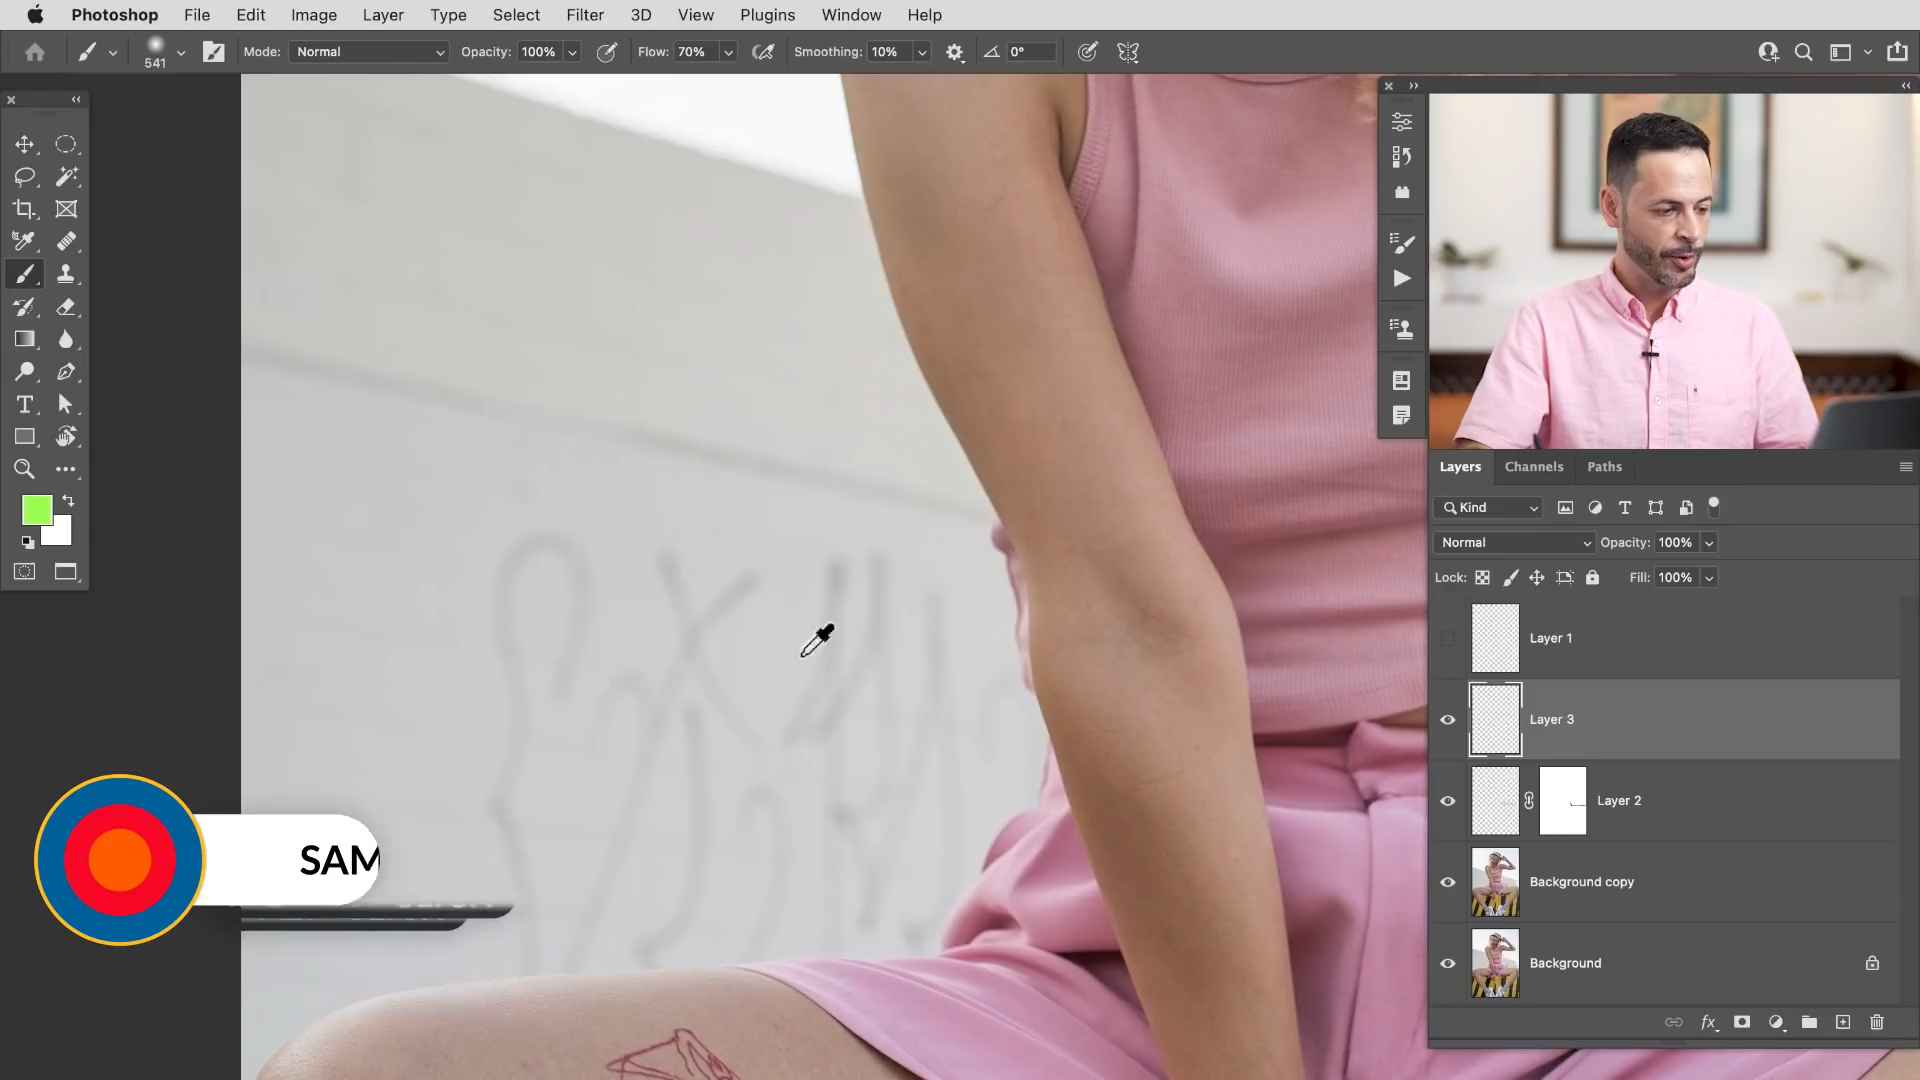 Photoshop File Edit Image Layer Type Select Filter 3D View Plugins Window Help
541 Mode: Normal Opacity: 100% Flow: 70% Smoothing: 10% 0°
Layers Channels Paths
Kind
Normal Opacity: 100%
Lock: Fill: 100%
Layer 1
Layer 3
Layer 2
Background copy
Background
SAM